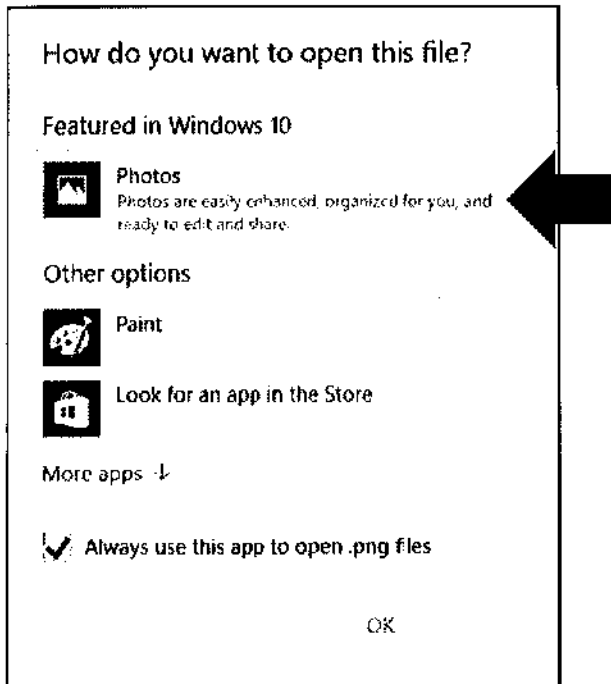 How do you want to open this file?
Featured in Windows 10
Photos
Photos are easily enhanced, organized for you, and
ready to edit and share.
Other options
Paint
Look for an app in the Store
More apps ↓
Always use this app to open .png files
OK